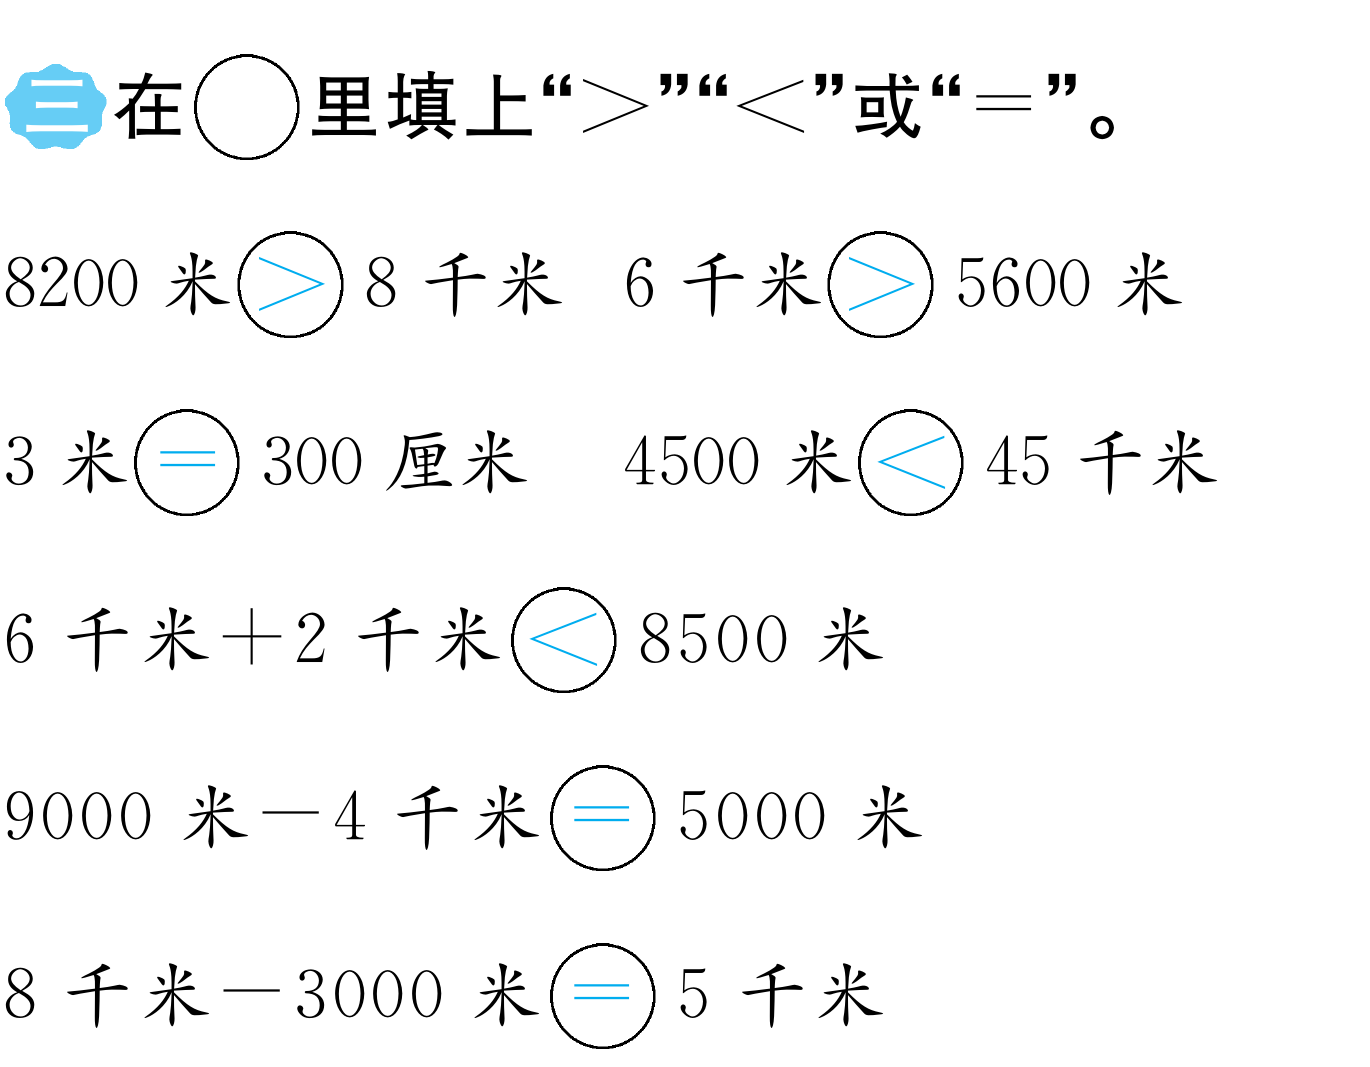 三 在○里填上“>”“<”或“=”。
8200 米 > 8 千米 6 千米 > 5600 米
3 米 = 300 厘米 4500 米 < 45 千米
6 千米+2 千米 < 8500 米
9000 米-4 千米 = 5000 米
8 千米-3000 米 = 5 千米